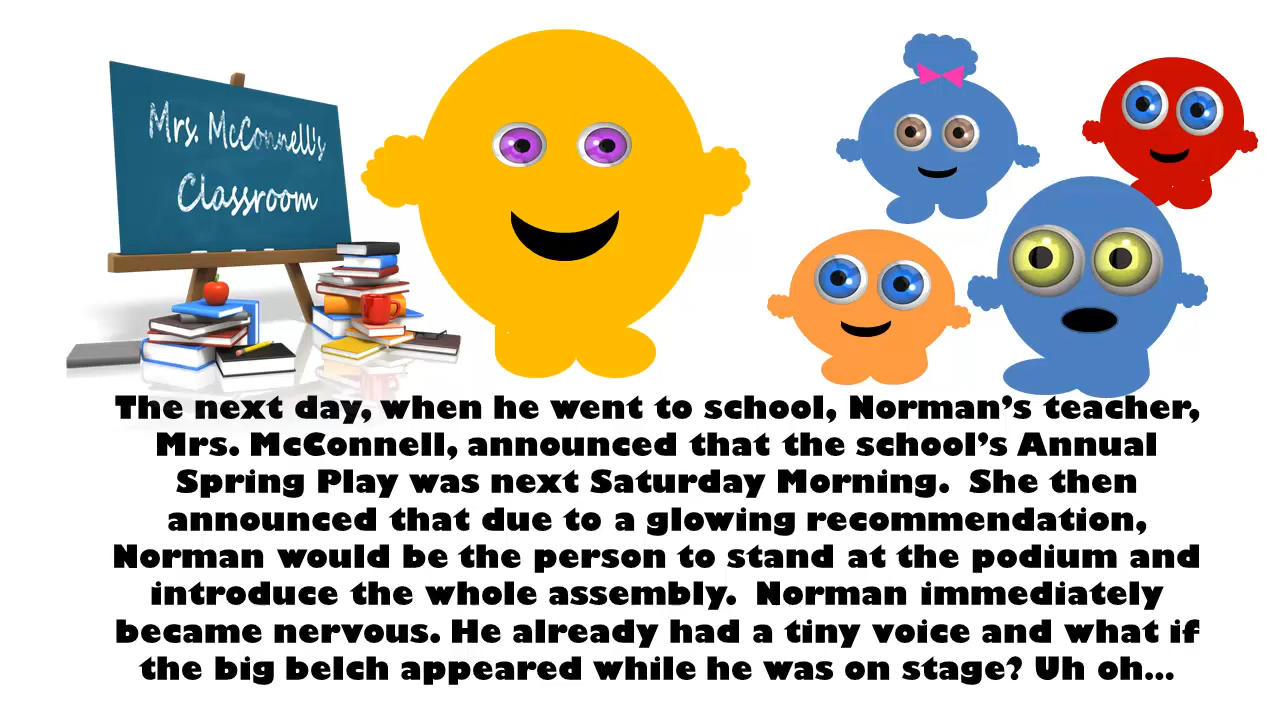 Mrs. McConnell's
Classroom
The next day, when he went to school, Norman’s teacher,
Mrs. McConnell, announced that the school’s Annual
Spring Play was next Saturday Morning.  She then
announced that due to a glowing recommendation,
Norman would be the person to stand at the podium and
introduce the whole assembly.  Norman immediately
became nervous. He already had a tiny voice and what if
the big belch appeared while he was on stage? Uh oh...